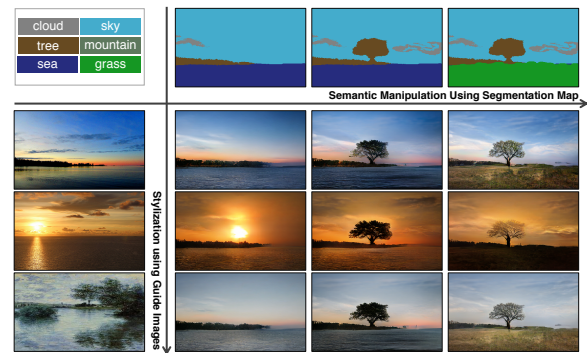 cloud sky
tree mountain
sea grass
Semantic Manipulation Using Segmentation Map
Stylization using Guide Images